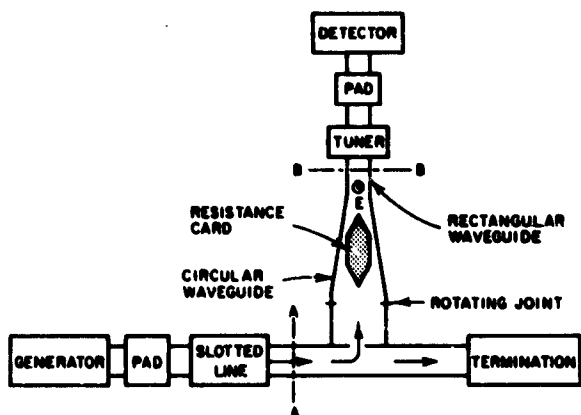 DETECTOR
PAD
TUNER
B B
E
RESISTANCE
CARD
RECTANGULAR
WAVEGUIDE
CIRCULAR
WAVEGUIDE
A
ROTATING JOINT
GENERATOR
PAD
SLOTTED
LINE
TERMINATION
A